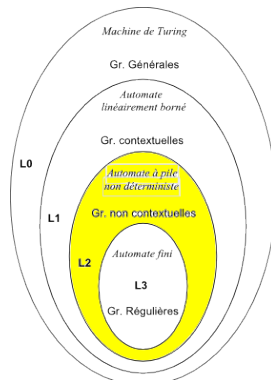 Machine de Turing
Gr. Générales
Automate
linéairement borné
Gr. contextuelles
L0
Automate à pile
non déterministe
L1
Gr. non contextuelles
Automate fini
L2
L3
Gr. Régulières